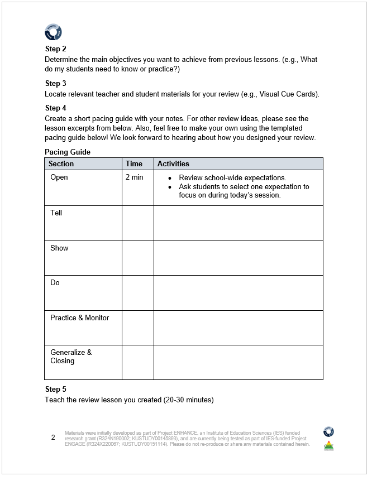 Step 2
Determine the main objectives you want to achieve from previous lessons. (e.g., What
do my students need to know or practice?)
Step 3
Locate relevant teacher and student materials for your review (e.g., Visual Cue Cards).
Step 4
Create a short pacing guide with your notes. For other review ideas, please see the
lesson excerpts from below. Also, feel free to make your own using the templated
pacing guide below! We look forward to hearing about how you designed your review.
Pacing Guide
Section Time Activities
Open 2 min • Review school-wide expectations
• Ask students to select one expectation to
focus on during today's session.
Tell
Show
Do
Practice & Monitor
Generalize &
Closing
Step 5
Teach the review lesson you created (20-30 minutes)
Materials were initially developed as part of Project ENHANCE, an Institute of Education Sciences (IES) funded
research grant and are currently being tested as part of IES-funded Project
2 ENGAGE Please do not re-produce or share any materials contained herein.